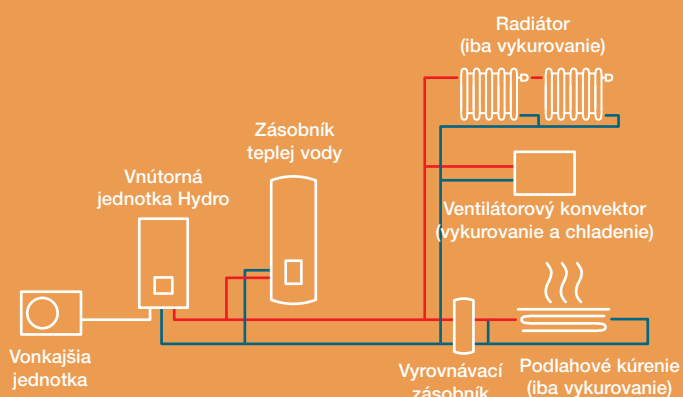 Radiátor
(iba vykurovanie)
Zásobník
teplej vody
Vnútorná
jednotka Hydro
Ventilátorový konvektor
(vykurovanie a chladenie)
Vonkajšia
jednotka
Vyrovnávací
zásobník
Podlahové kúrenie
(iba vykurovanie)